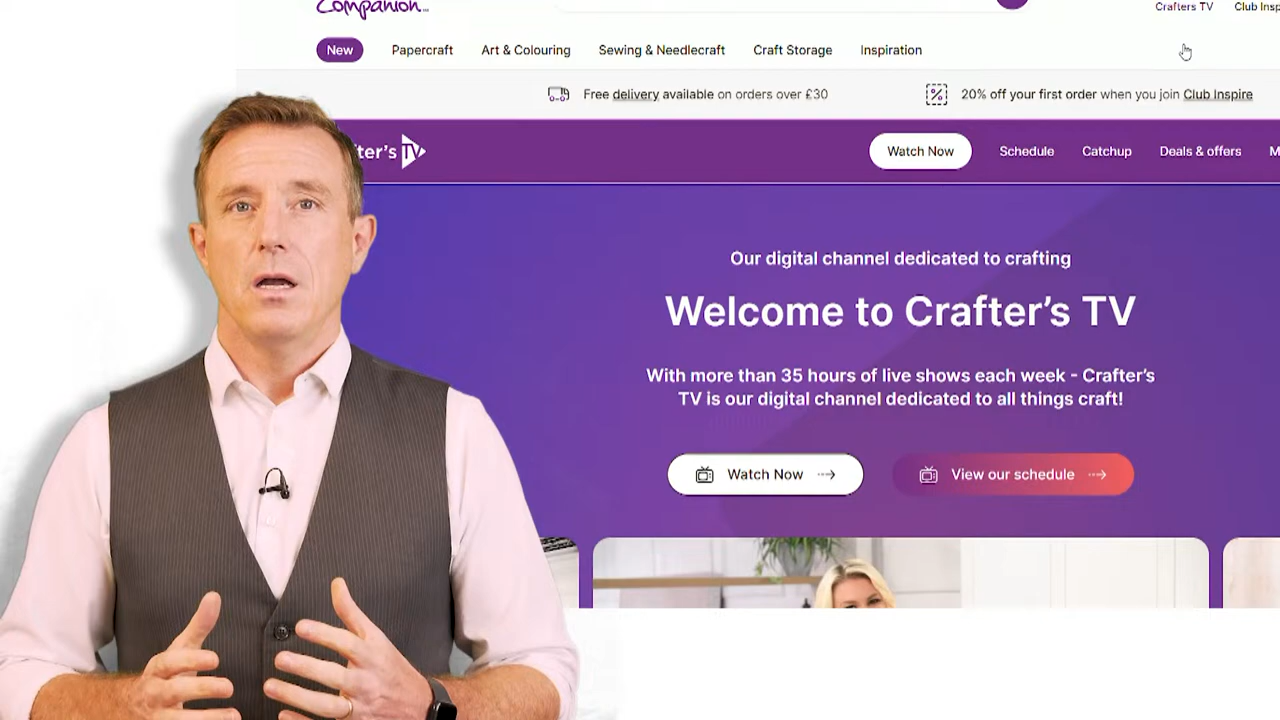 Companion
Crafters TV
Club Insp
New
Papercraft
Art & Colouring
Sewing & Needlecraft
Craft Storage
Inspiration
Free delivery available on orders over £30
20% off your first order when you join Club Inspire
fter's TV
Watch Now
Schedule
Catchup
Deals & offers
M
Our digital channel dedicated to crafting
Welcome to Crafter's TV
With more than 35 hours of live shows each week - Crafter's
TV is our digital channel dedicated to all things craft!
Watch Now
View our schedule